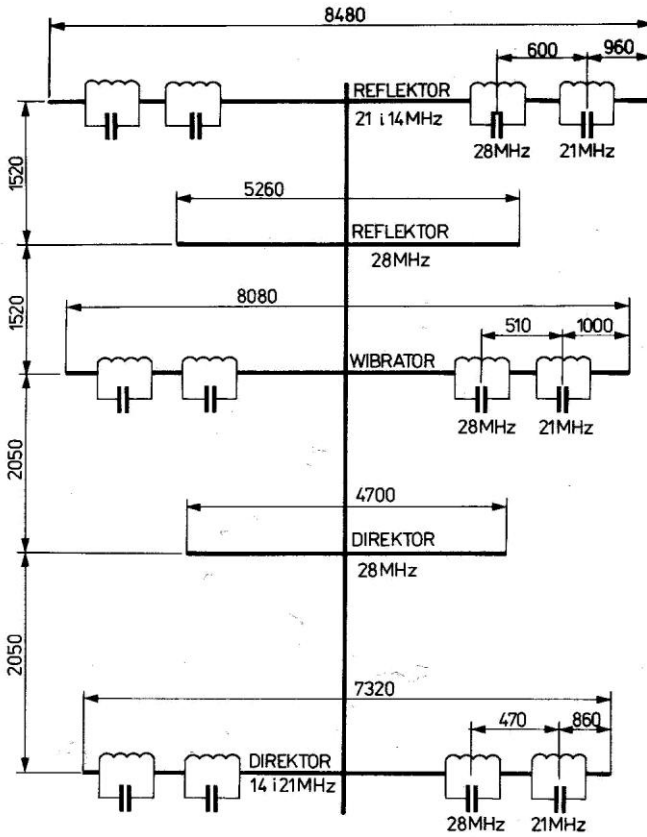 8480
600
960
REFLEKTOR
21 i 14MHz
28MHz
21MHz
1520
5260
REFLEKTOR
28MHz
1520
8080
510
1000
WIBRATOR
28MHz
21MHz
2050
4700
DIREKTOR
28MHz
2050
7320
470
860
DIREKTOR
14 i 21MHz
28MHz
21MHz